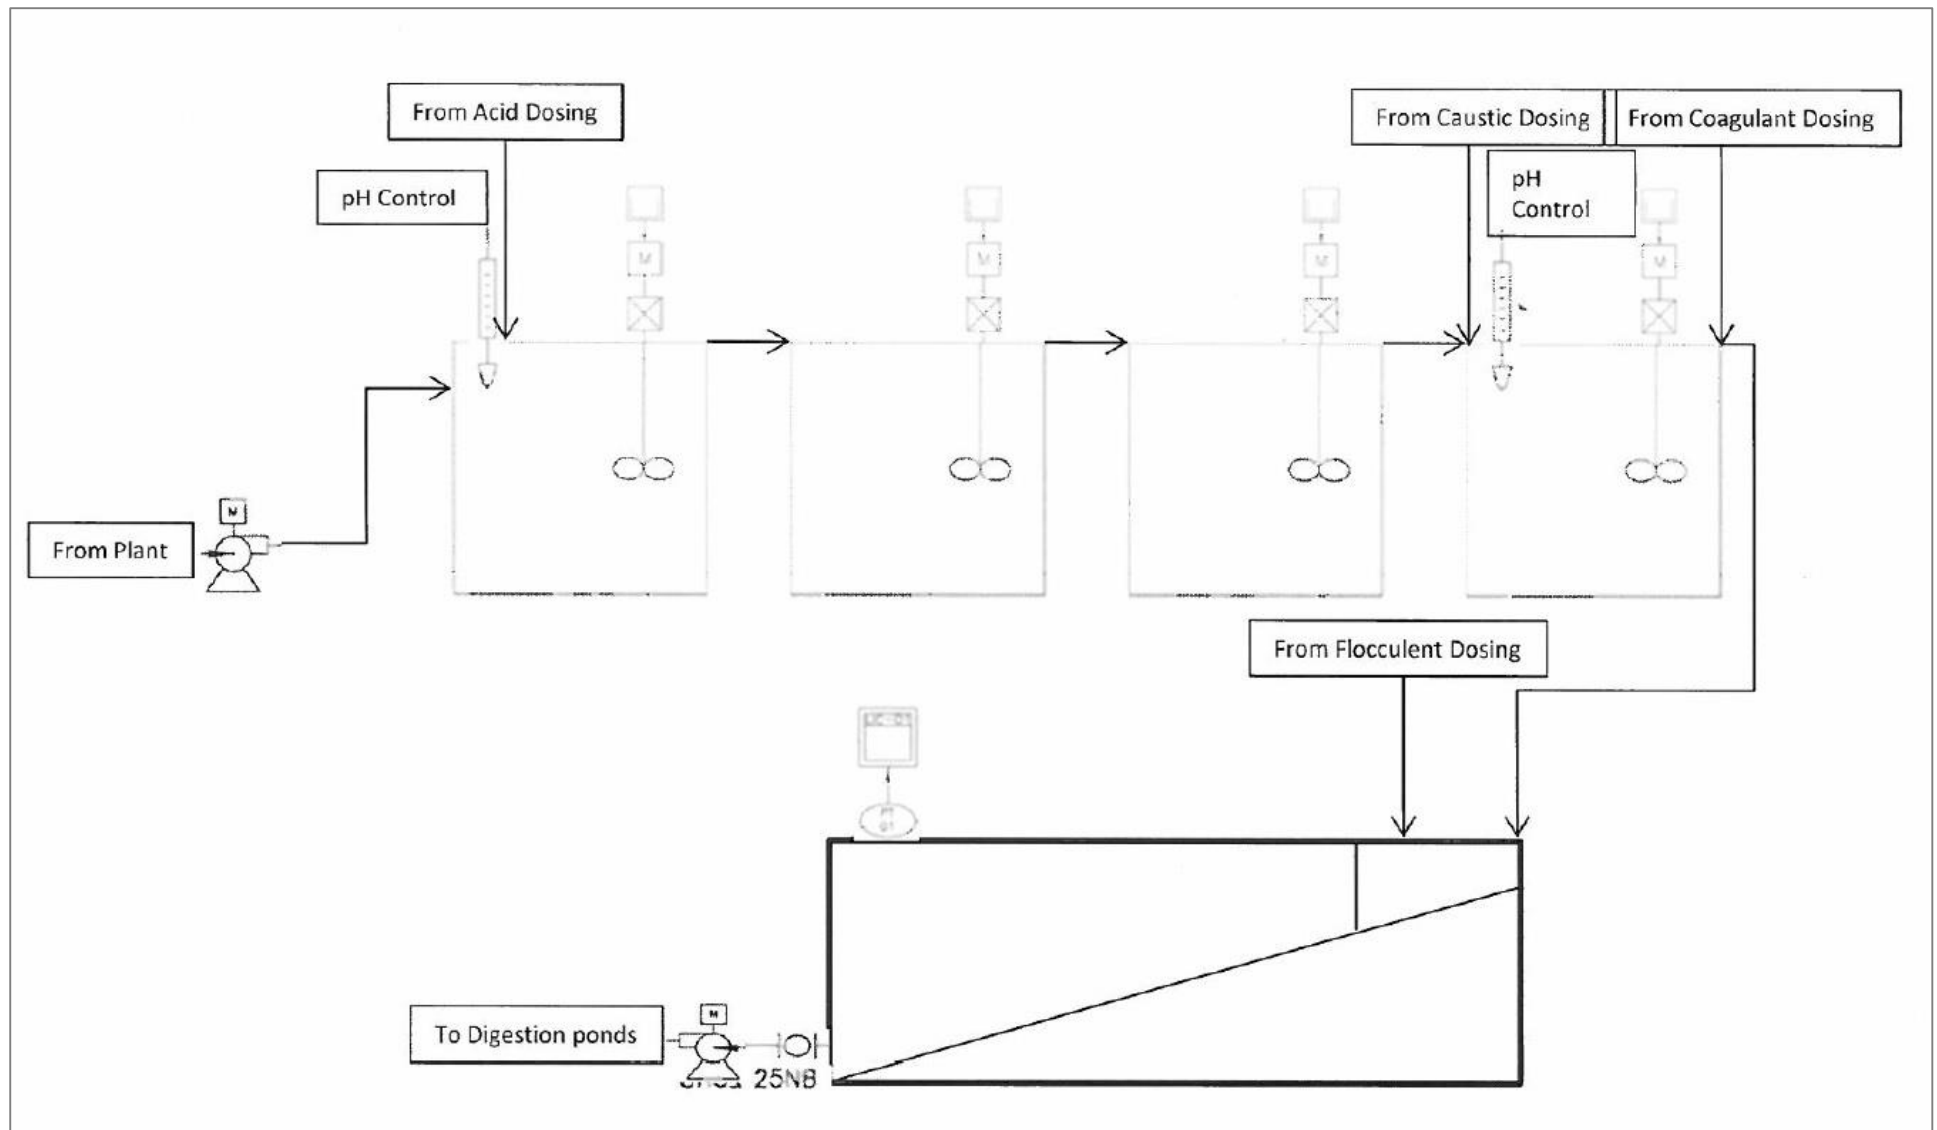 From Acid Dosing
From Caustic Dosing
From Coagulant Dosing
pH Control
pH
Control
M
M
M
M
M
From Plant
From Flocculent Dosing
01
M
To Digestion ponds
25NB